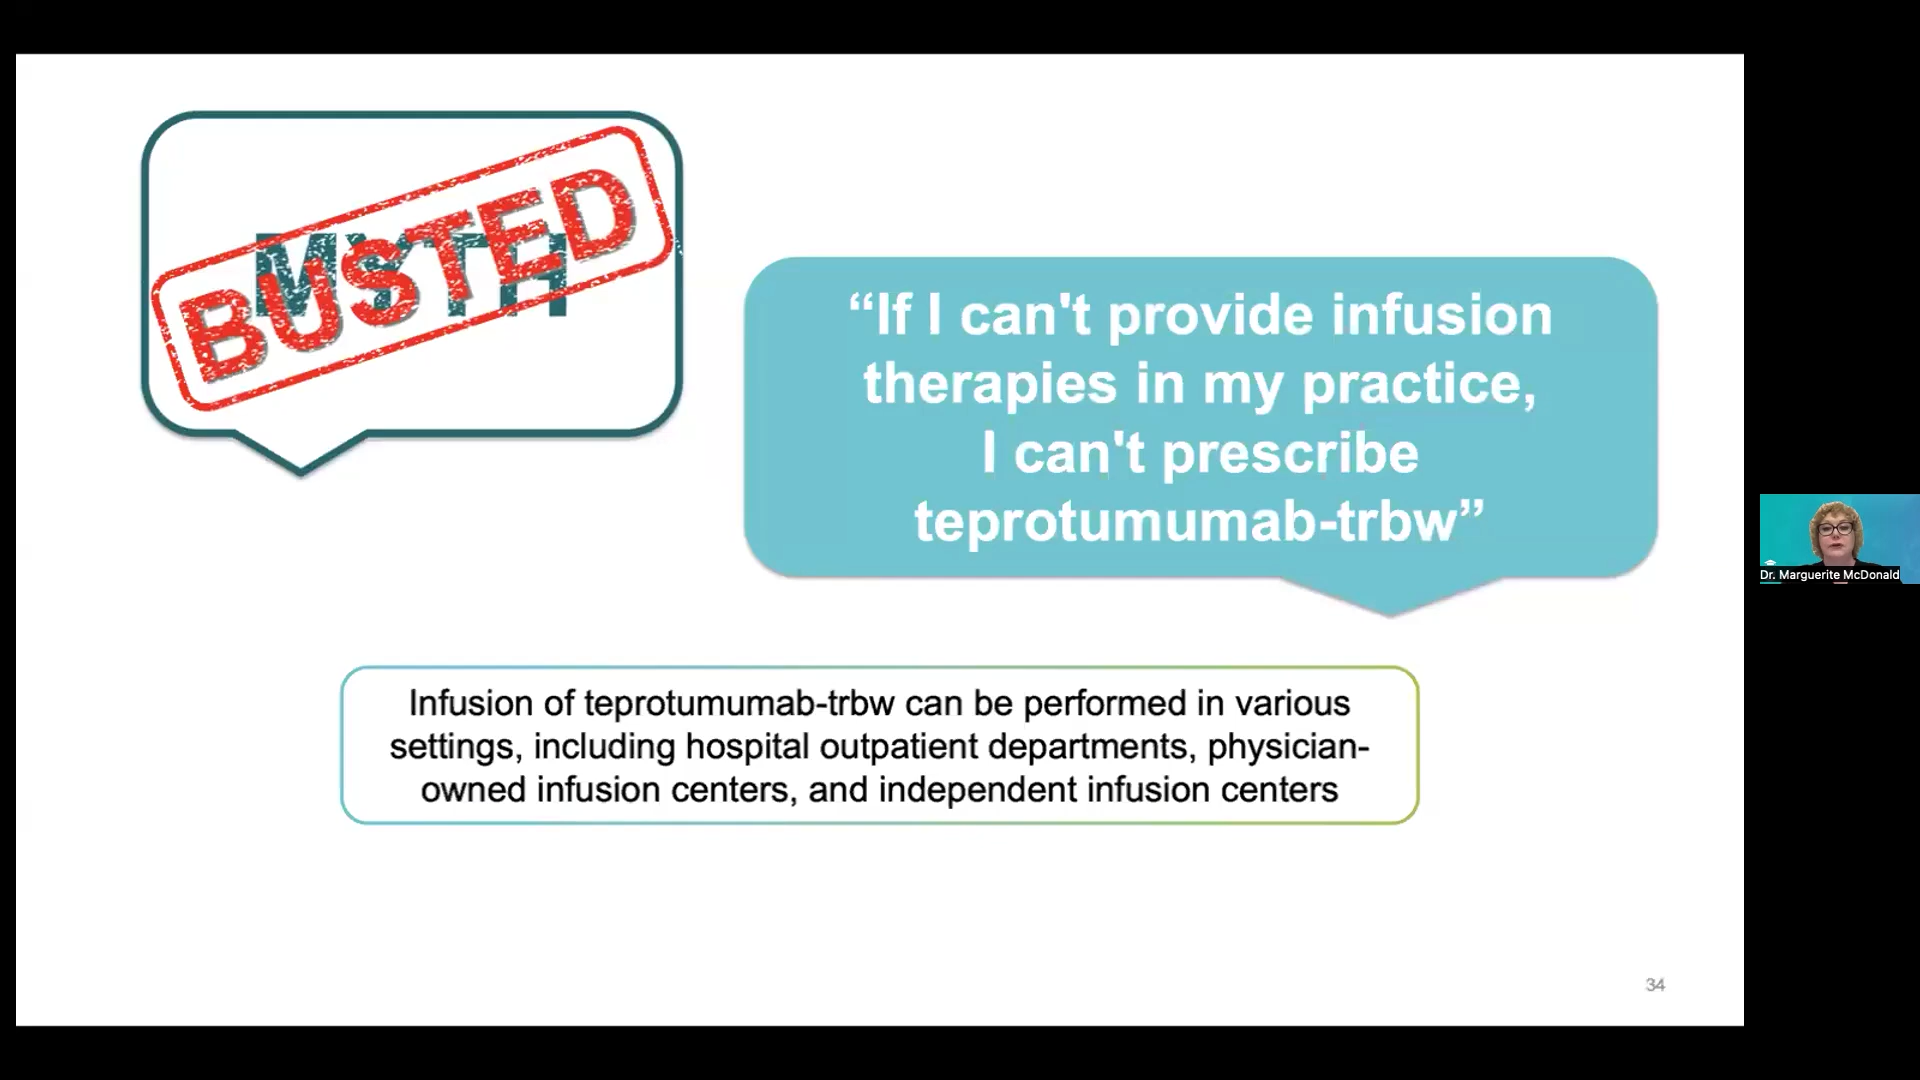 MYTH
BUSTED
“If I can't provide infusion
therapies in my practice,
I can't prescribe
teprotumumab-trbw”
Infusion of teprotumumab-trbw can be performed in various
settings, including hospital outpatient departments, physician-
owned infusion centers, and independent infusion centers
Dr. Marguerite McDonald
34